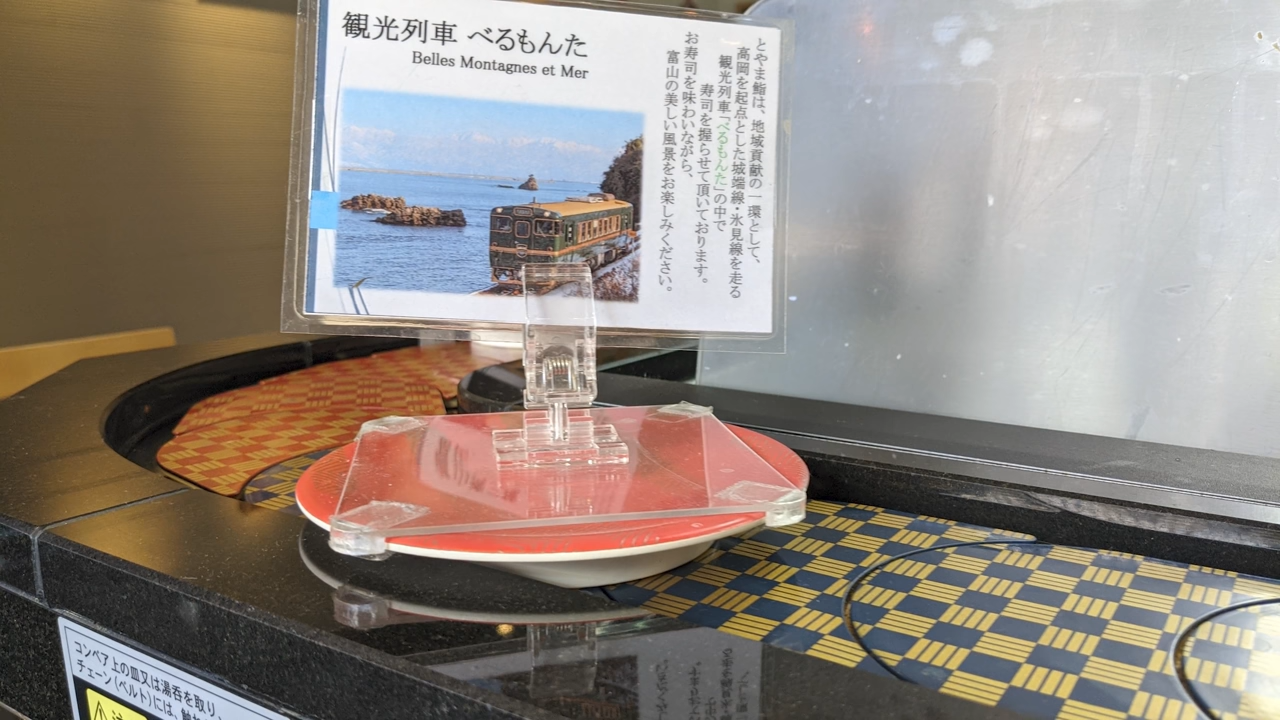 観光列車 べるもんた
Belles Montagnes et Mer
とやま鮨は、地域貢献の一環として、
高岡を起点とした城端線・氷見線を走る
観光列車「べるもんた」の中で
寿司を握らせて頂いております。
お寿司を味わいながら、
富山の美しい風景をお楽しみください。
コンベア上の皿又は湯呑を取り、
チェーン(ベルト)には、触
注